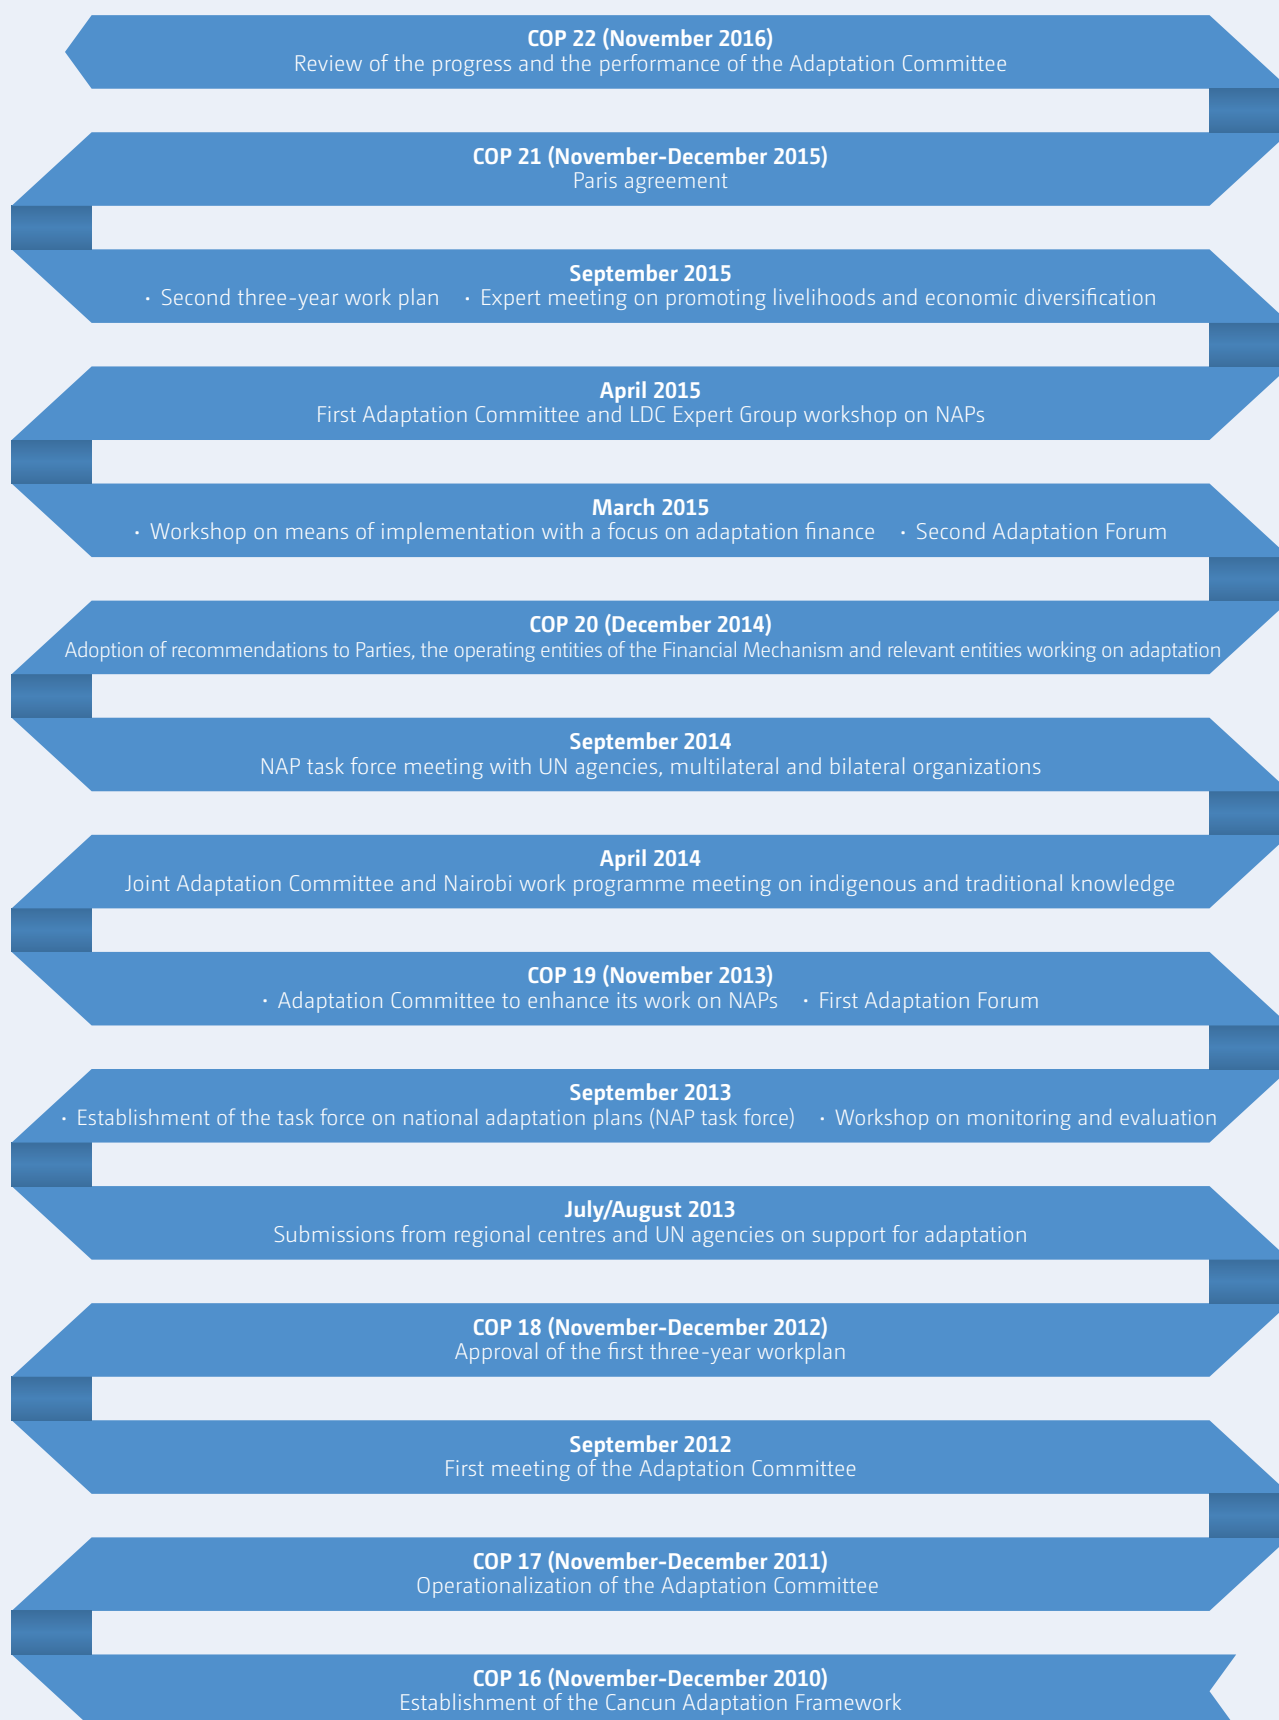 COP 22 (November 2016)
Review of the progress and the performance of the Adaptation Committee
COP 21 (November-December 2015)
Paris agreement
September 2015
· Second three-year work plan · Expert meeting on promoting livelihoods and economic diversification
April 2015
First Adaptation Committee and LDC Expert Group workshop on NAPs
March 2015
· Workshop on means of implementation with a focus on adaptation finance · Second Adaptation Forum
COP 20 (December 2014)
Adoption of recommendations to Parties, the operating entities of the Financial Mechanism and relevant entities working on adaptation
September 2014
NAP task force meeting with UN agencies, multilateral and bilateral organizations
April 2014
Joint Adaptation Committee and Nairobi work programme meeting on indigenous and traditional knowledge
COP 19 (November 2013)
· Adaptation Committee to enhance its work on NAPs · First Adaptation Forum
September 2013
· Establishment of the task force on national adaptation plans (NAP task force) · Workshop on monitoring and evaluation
July/August 2013
Submissions from regional centres and UN agencies on support for adaptation
COP 18 (November-December 2012)
Approval of the first three-year workplan
September 2012
First meeting of the Adaptation Committee
COP 17 (November-December 2011)
Operationalization of the Adaptation Committee
COP 16 (November-December 2010)
Establishment of the Cancun Adaptation Framework